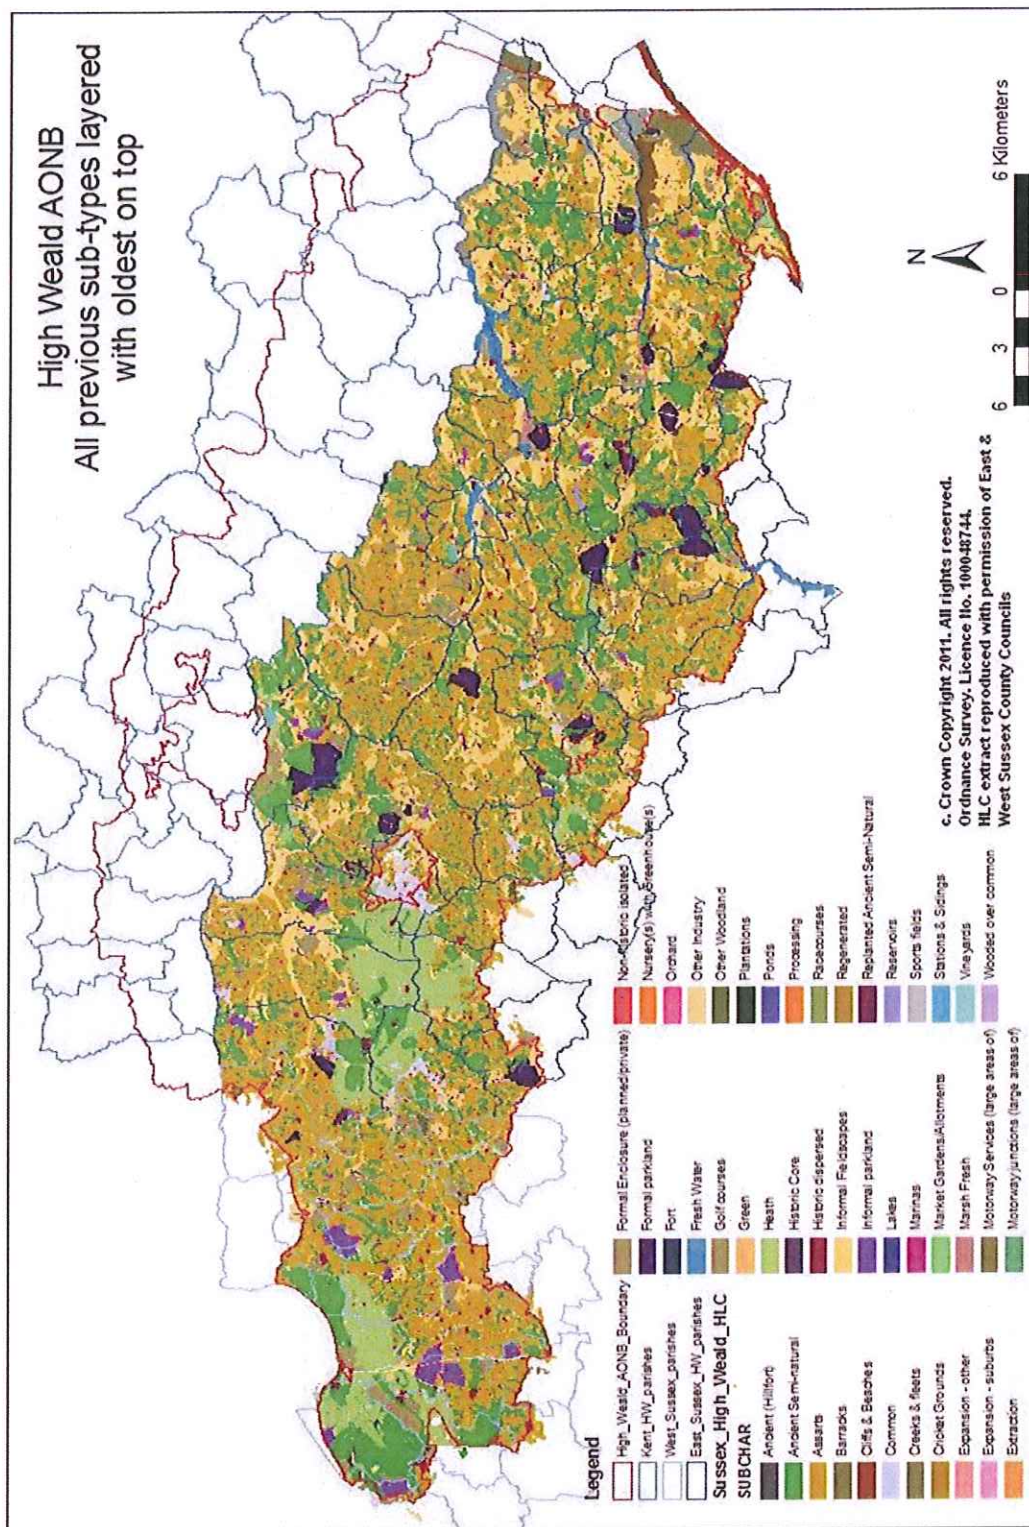 High Weald AONB
All previous sub-types layered
with oldest on top
N
6 3 0 6 Kilometers
Legend
High_Weald_AONB_Boundary
Kent_HW_parishes
West_Sussex_parishes
East_Sussex_HW_parishes
Sussex_High_Weald_HLC
SUBCHAR
Ancient (Hillfort)
Ancient Semi-natural
Assarts
Barracks
Cliffs & Beaches
Common
Creeks & fleets
Cricket Grounds
Expansion - other
Expansion - suburbs
Extraction
Formal Enclosure (planned/private)
Formal parkland
Fort
Fresh Water
Golf courses
Green
Heath
Historic Core
Historic dispersed
Informal Fieldscapes
Informal parkland
Lakes
Marinas
Market Gardens/Allotments
Marsh Fresh
Motorway Services (large areas of)
Motorway junctions (large areas of)
Non-historic isolated
Nursery(s) with Greenhouse(s)
Orchard
Other Industry
Other Woodland
Plantations
Ponds
Processing
Racecourses
Regenerated
Replanted Ancient Semi-Natural
Reservoirs
Sports fields
Stations & Sidings
Vineyards
Wooded over common
c. Crown Copyright 2011. All rights reserved.
Ordnance Survey. Licence No. 100048744.
HLC extract reproduced with permission of East &
West Sussex County Councils